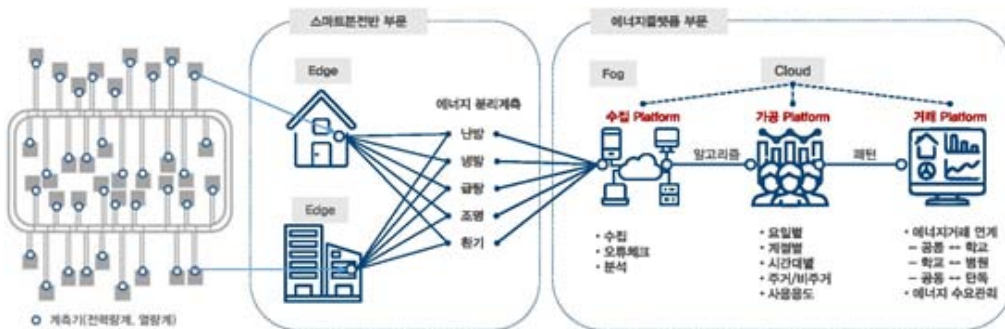 스마트분전반 부문
에너지플랫폼 부문
Edge
Edge
에너지 분리계측
난방
냉방
급탕
조명
환기
Fog
Cloud
수집 Platform
가공 Platform
거래 Platform
알고리즘
패턴
• 수집
• 오류체크
• 분석
• 요일별
• 계절별
• 시간대별
• 주거/비주거
• 사용용도
• 에너지거래 연계
- 공동 ↔ 학교
- 학교 ↔ 병원
- 공동 ↔ 단독
• 에너지 수요관리
계측기(전력량계, 열량계)